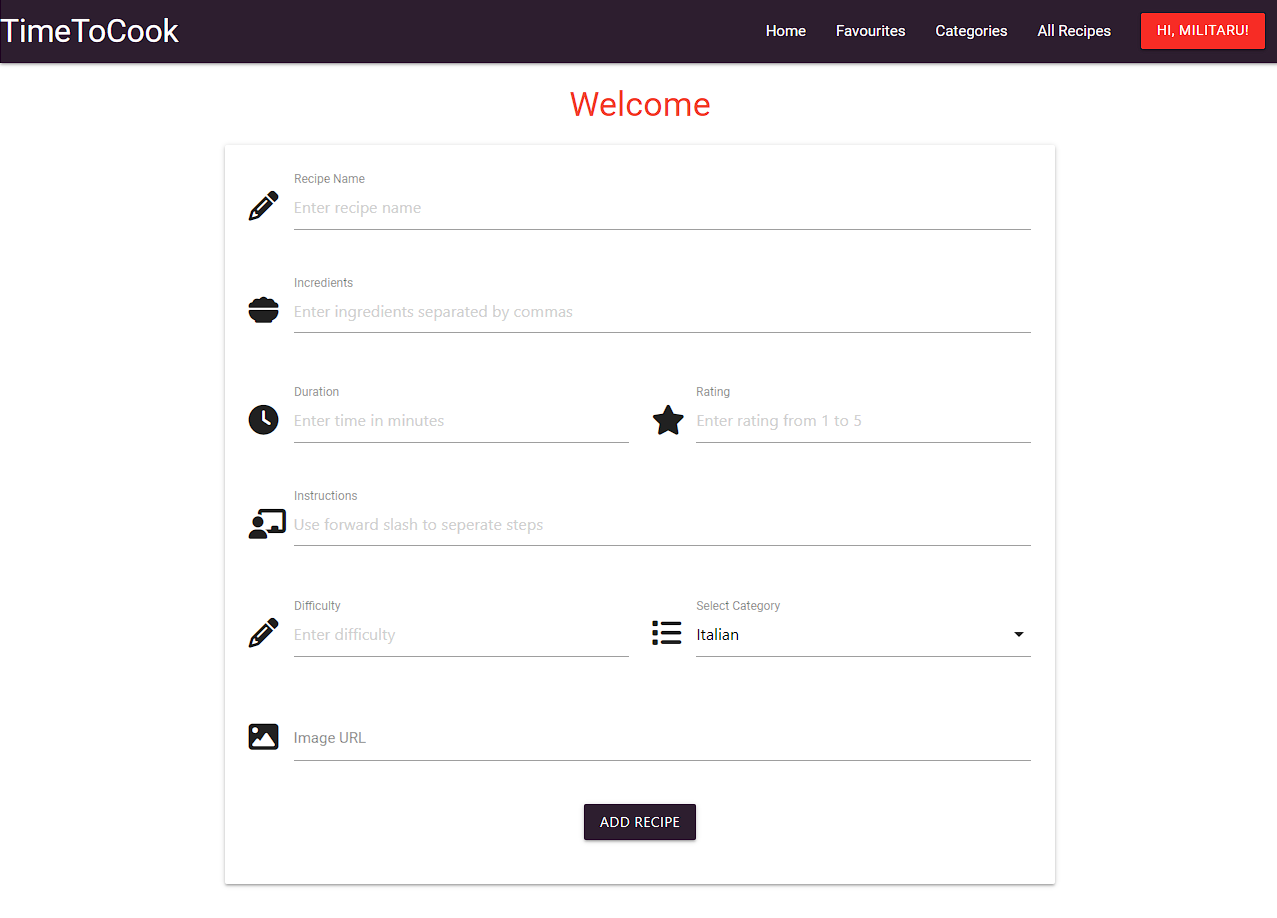 TimeToCook
Home Favourites Categories All Recipes HI, MILITARU!
Welcome
Recipe Name
Enter recipe name
Incredients
Enter ingredients separated by commas
Duration Rating
Enter time in minutes Enter rating from 1 to 5
Instructions
Use forward slash to seperate steps
Difficulty Select Category
Enter difficulty Italian
Image URL
ADD RECIPE